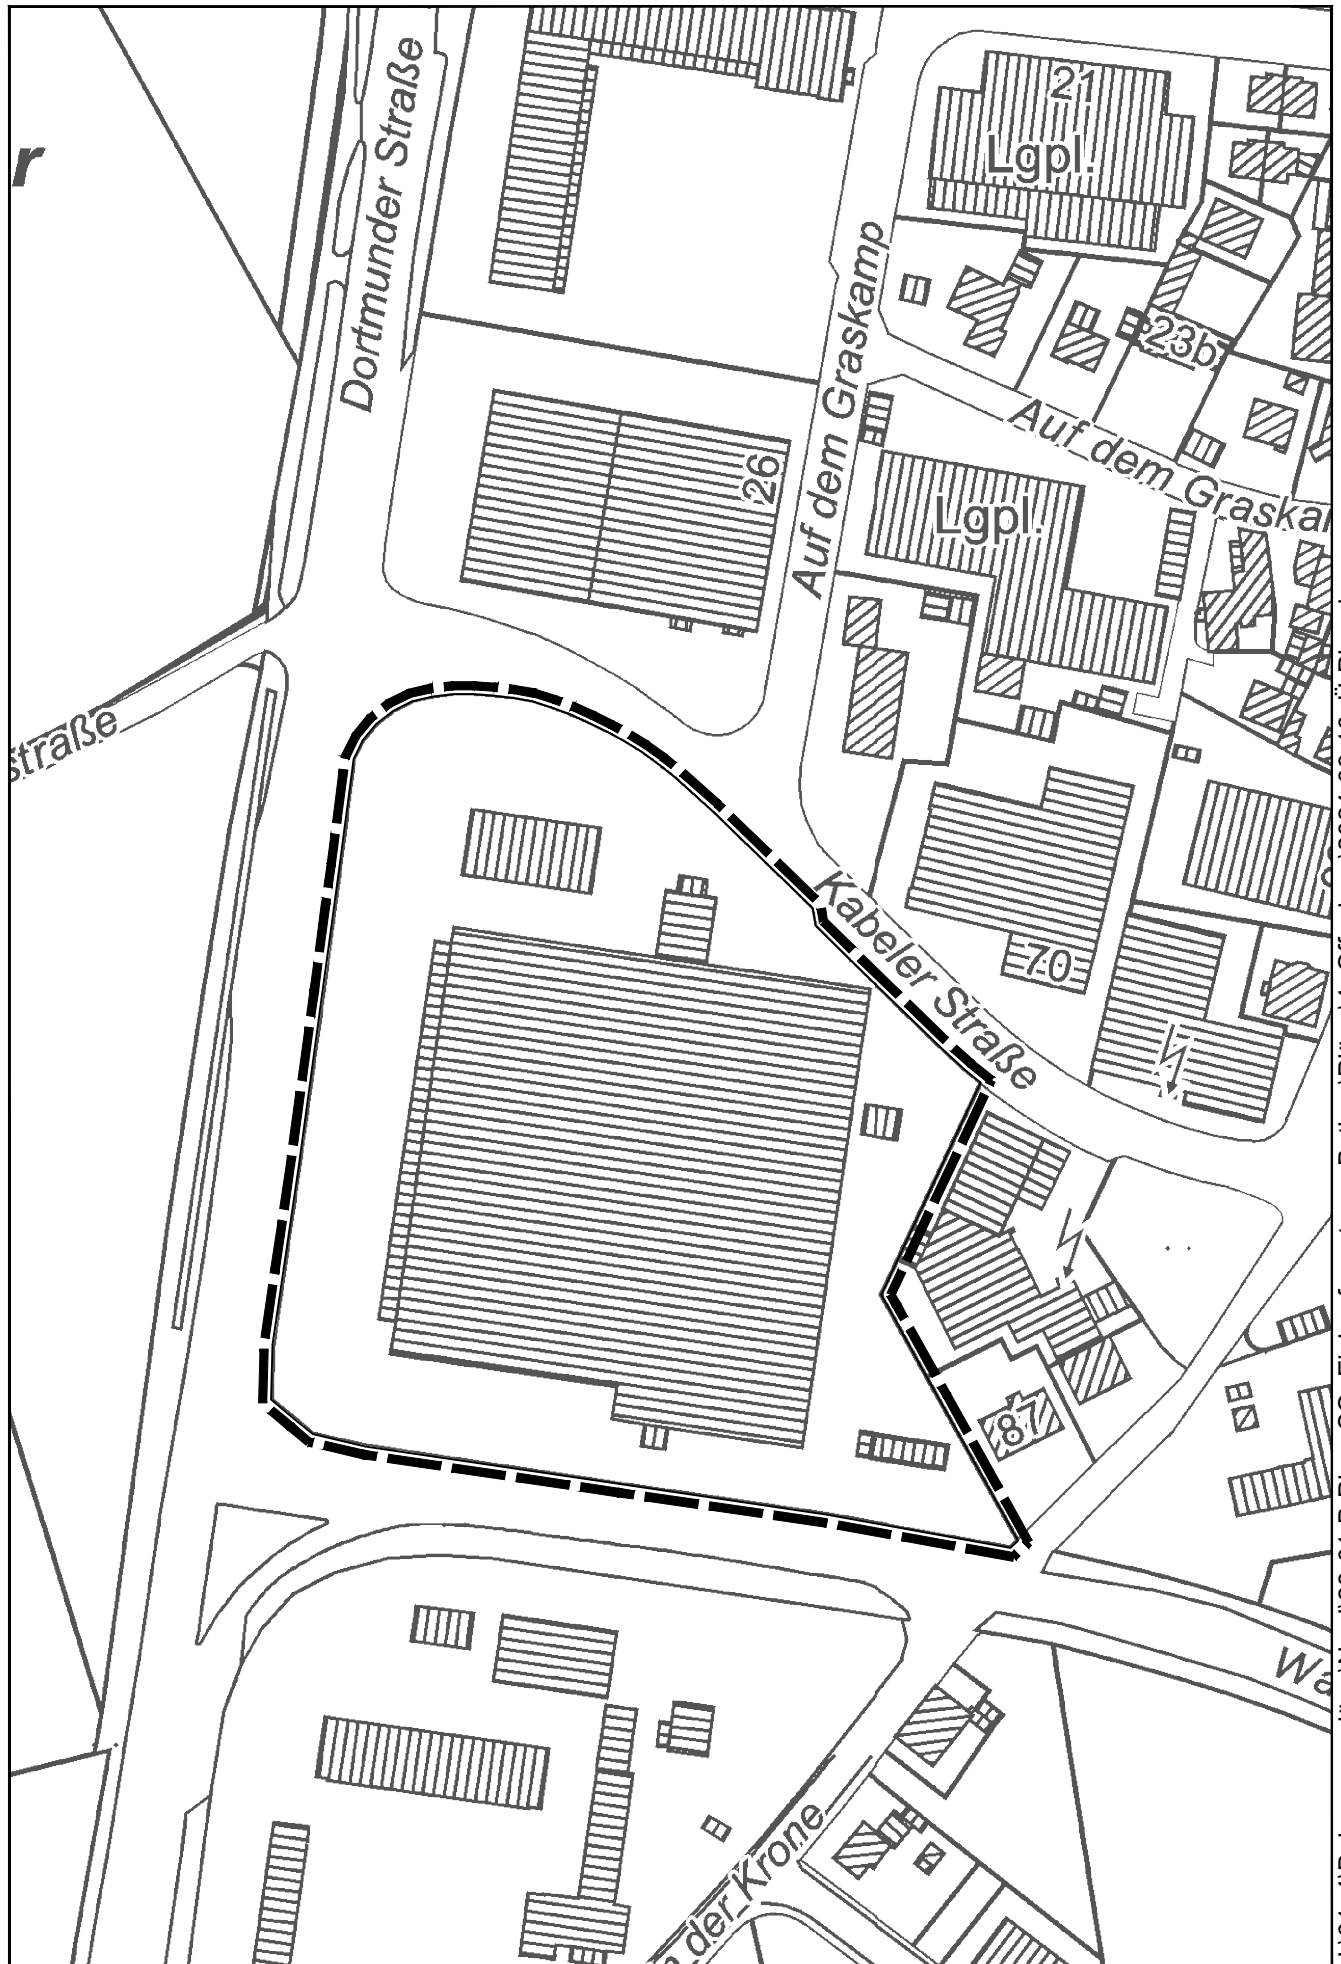 r
Dortmunder Straße
21
Lgpl.
Auf dem Graskamp
23b
Auf dem Graska
26
Lgpl.
straße
Kabeler Straße
70
87
Wa
der Krone